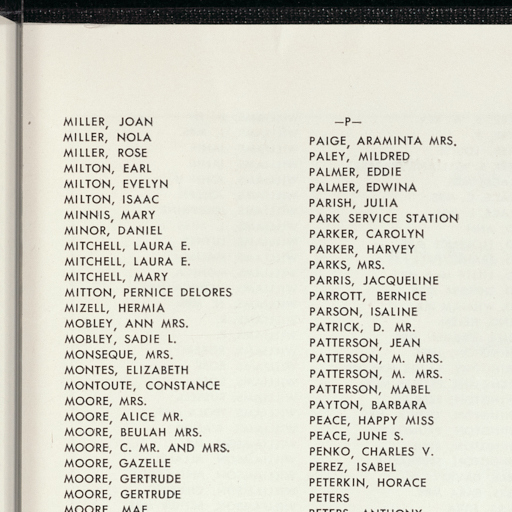 MILLER, JOAN
MILLER, NOLA
MILLER, ROSE
MILTON, EARL
MILTON, EVELYN
MILTON, ISAAC
MINNIS, MARY
MINOR, DANIEL
MITCHELL, LAURA E.
MITCHELL, LAURA E.
MITCHELL, MARY
MITTON, PERNICE DELORES
MIZELL, HERMIA
MOBLEY, ANN MRS.
MOBLEY, SADIE L.
MONSEQUE, MRS.
MONTES, ELIZABETH
MONTOUTE, CONSTANCE
MOORE, MRS.
MOORE, ALICE MR.
MOORE, BEULAH MRS.
MOORE, C. MR. AND MRS.
MOORE, GAZELLE
MOORE, GERTRUDE
MOORE, GERTRUDE
MOORE, MAE
—P—
PAIGE, ARAMINTA MRS.
PALEY, MILDRED
PALMER, EDDIE
PALMER, EDWINA
PARISH, JULIA
PARK SERVICE STATION
PARKER, CAROLYN
PARKER, HARVEY
PARKS, MRS.
PARRIS, JACQUELINE
PARROTT, BERNICE
PARSON, ISALINE
PATRICK, D. MR.
PATTERSON, JEAN
PATTERSON, M. MRS.
PATTERSON, M. MRS.
PATTERSON, MABEL
PAYTON, BARBARA
PEACE, HAPPY MISS
PEACE, JUNE S.
PENKO, CHARLES V.
PEREZ, ISABEL
PETERKIN, HORACE
PETERS
PETERS, ANTHONY